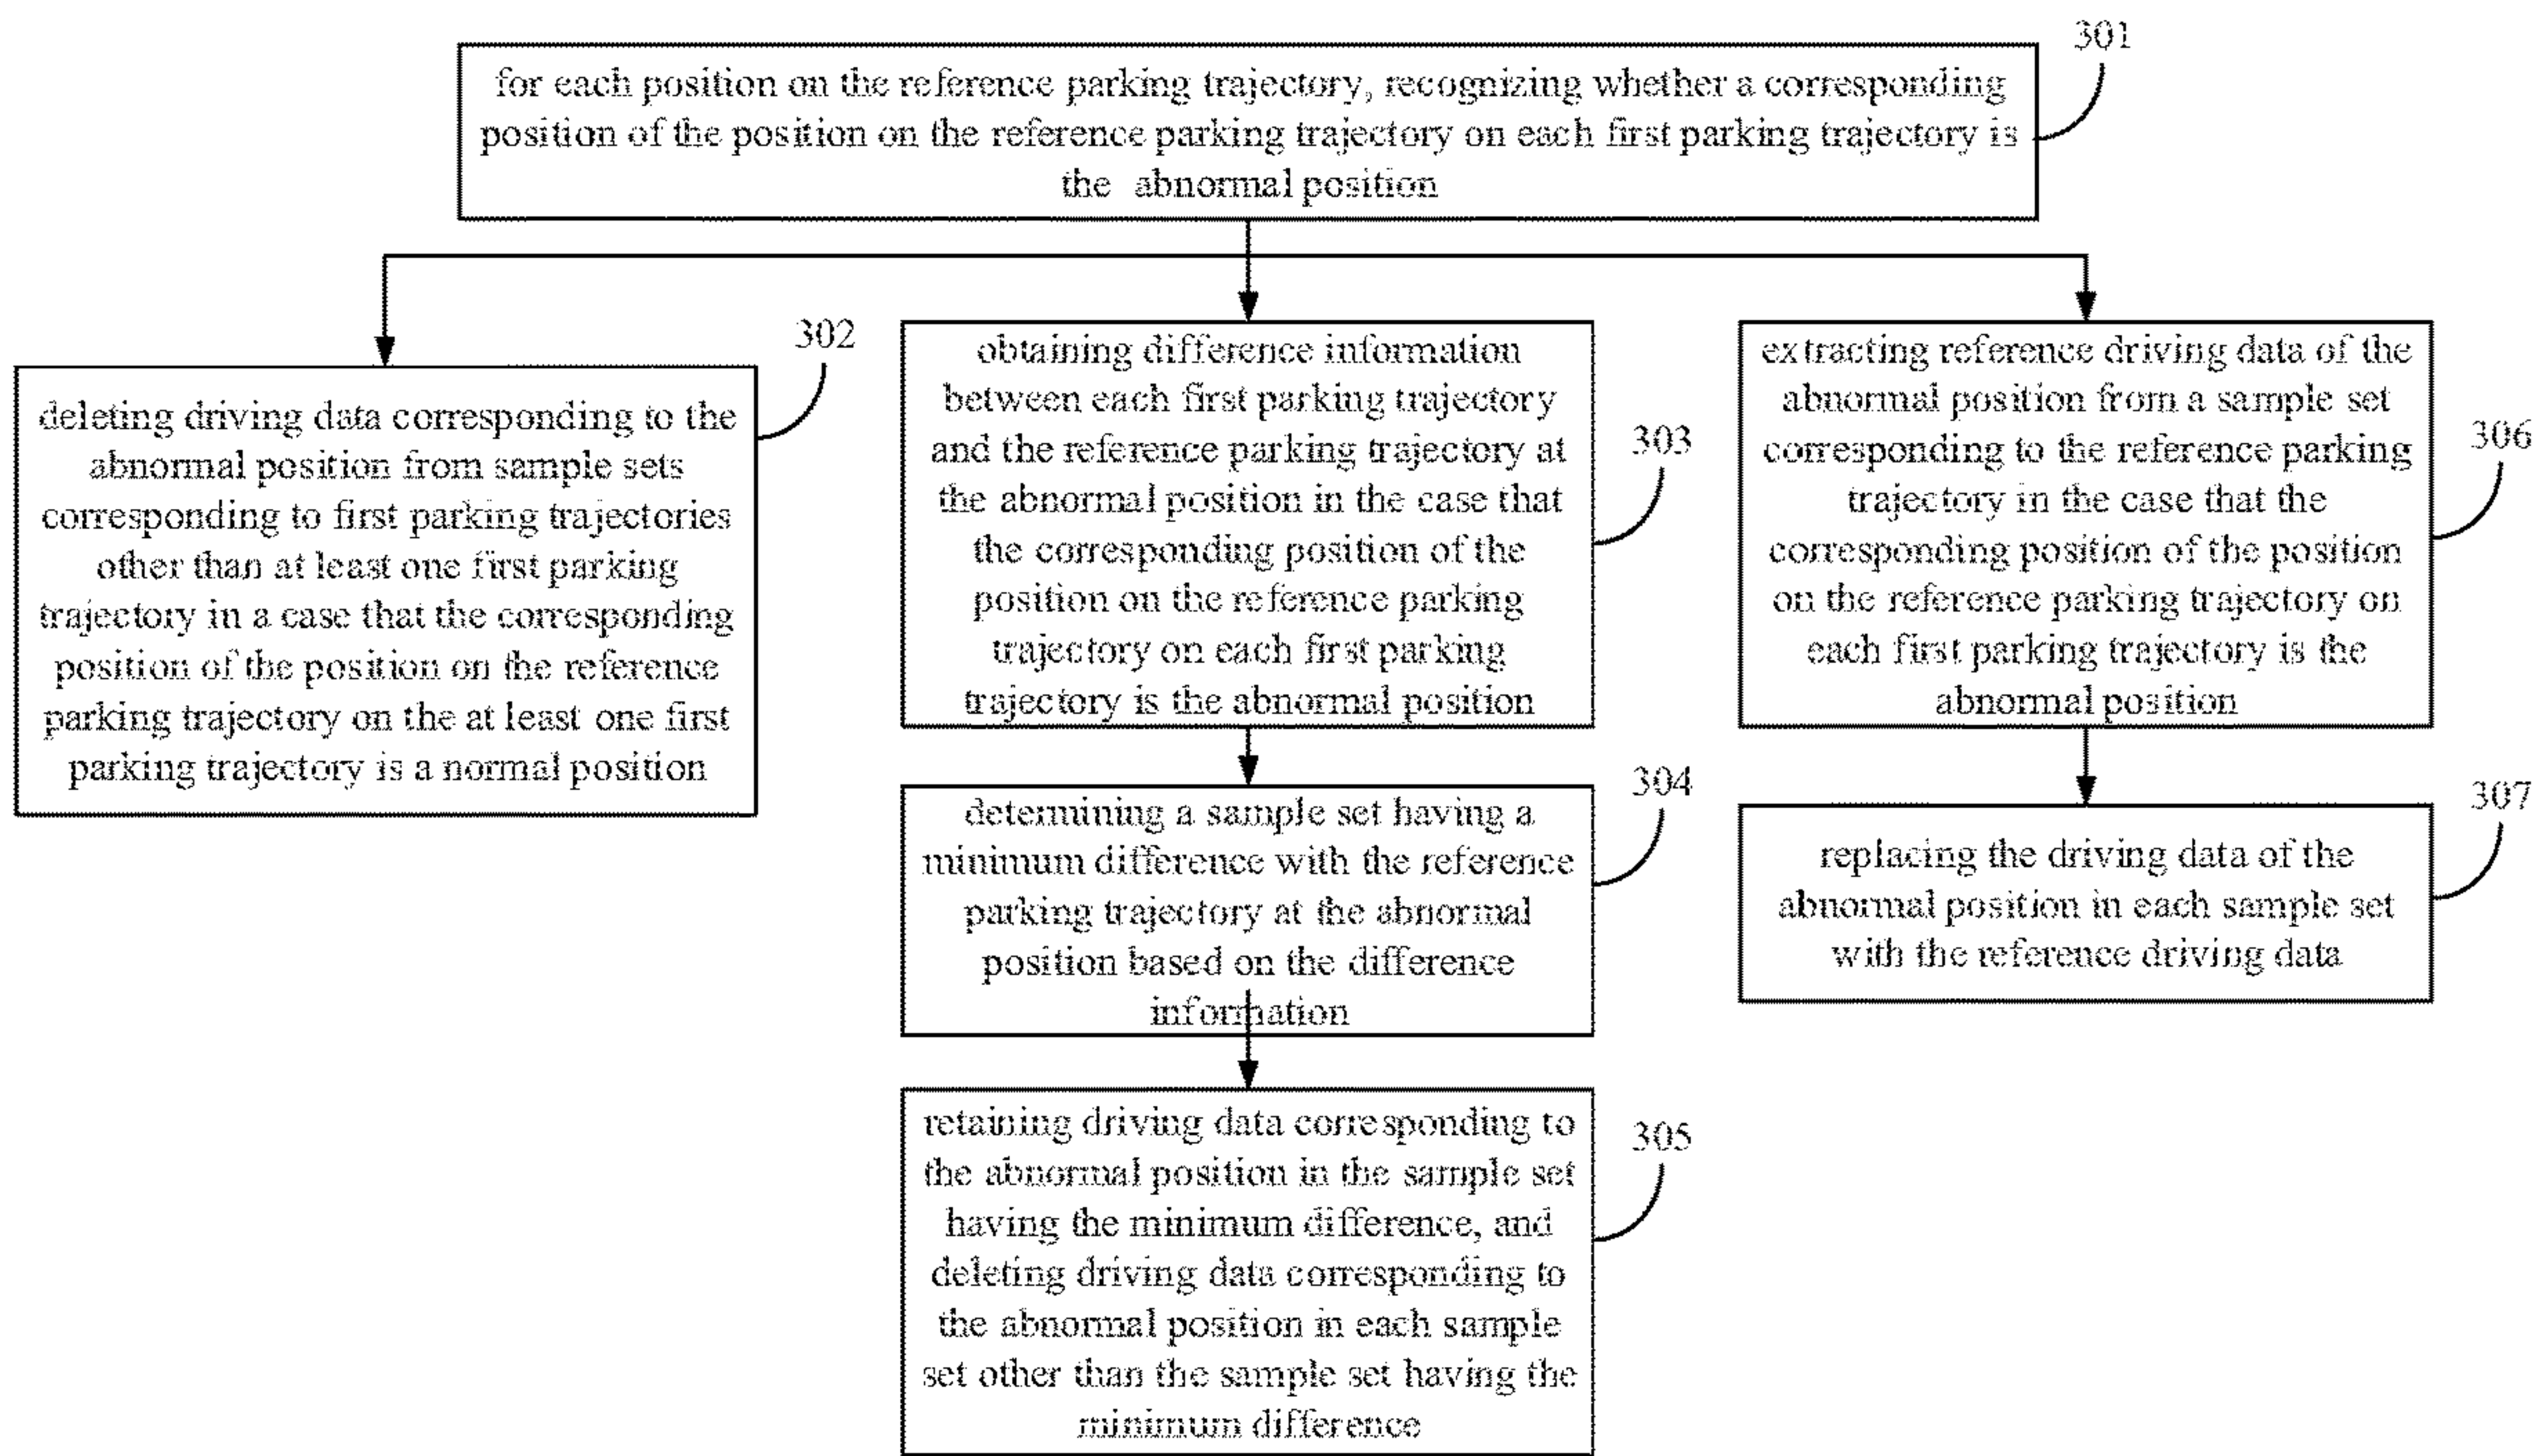 301
for each position on the reference parking trajectory, recognizing whether a corresponding
position of the position on the reference parking trajectory on each first parking trajectory is
the abnormal position
302
deleting driving data corresponding to the
abnormal position from sample sets
corresponding to first parking trajectories
other than at least one first parking
trajectory in a case that the corresponding
position of the position on the reference
parking trajectory on the at least one first
parking trajectory is a normal position
303
obtaining difference information
between each first parking trajectory
and the reference parking trajectory at
the abnormal position in the case that
the corresponding position of the
position on the reference parking
trajectory on each first parking
trajectory is the abnormal position
304
determining a sample set having a
minimum difference with the reference
parking trajectory at the abnormal
position based on the difference
information
305
retaining driving data corresponding to
the abnormal position in the sample set
having the minimum difference, and
deleting driving data corresponding to
the abnormal position in each sample
set other than the sample set having the
minimum difference
306
extracting reference driving data of the
abnormal position from a sample set
corresponding to the reference parking
trajectory in the case that the
corresponding position of the position
on the reference parking trajectory on
each first parking trajectory is the
abnormal position
307
replacing the driving data of the
abnormal position in each sample set
with the reference driving data